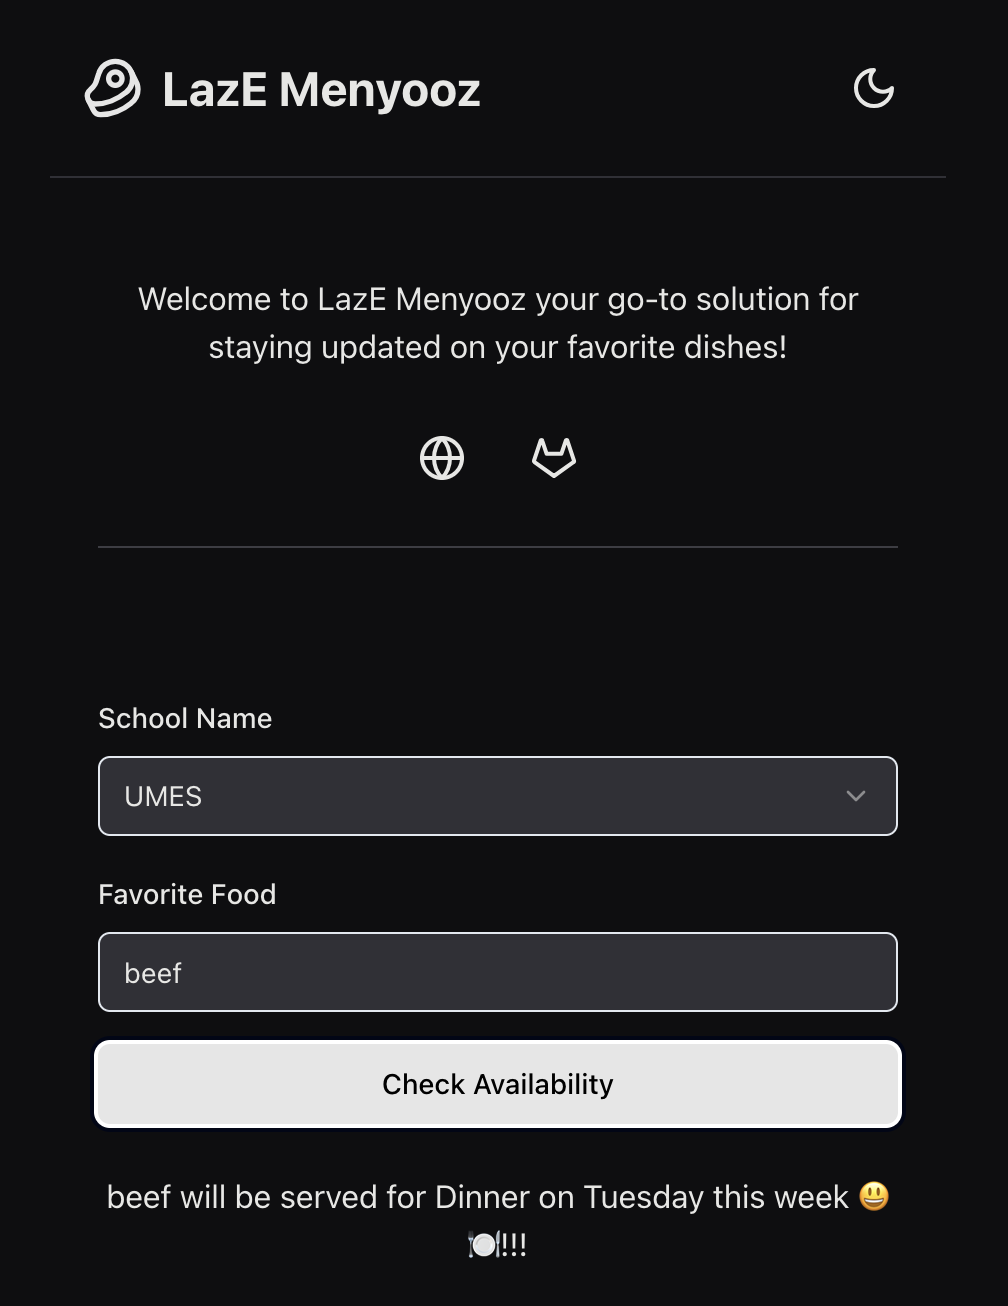 LazE Menyooz
Welcome to LazE Menyooz your go-to solution for
staying updated on your favorite dishes!
School Name
UMES
Favorite Food
beef
Check Availability
beef will be served for Dinner on Tuesday this week 😃
🍽️!!!